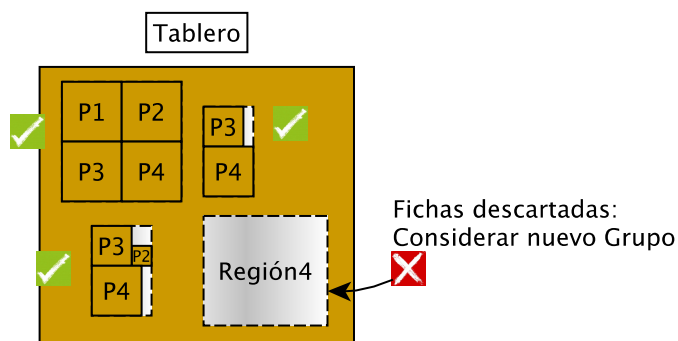 Tablero
P1 P2
P3 P4
P3
P4
P3 P2
P4
Región4
Fichas descartadas:
Considerar nuevo Grupo